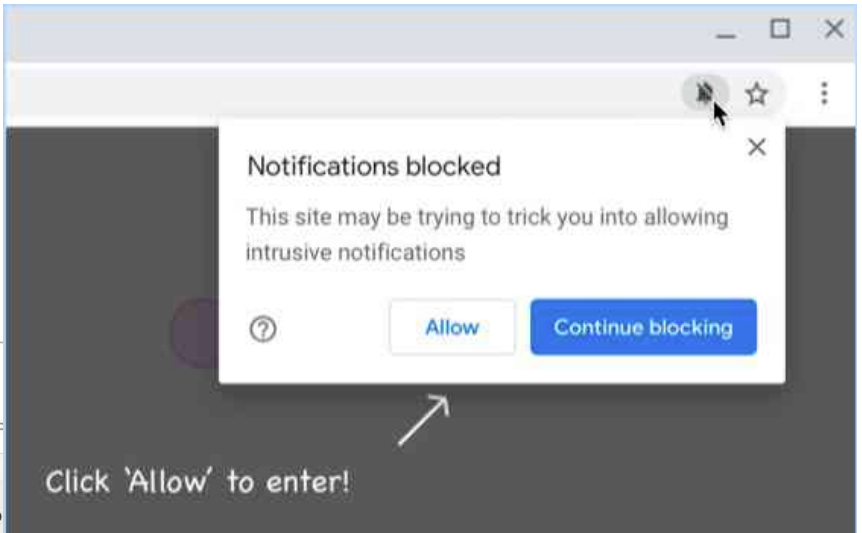 Notifications blocked
This site may be trying to trick you into allowing
intrusive notifications
Allow
Continue blocking
Click 'Allow' to enter!